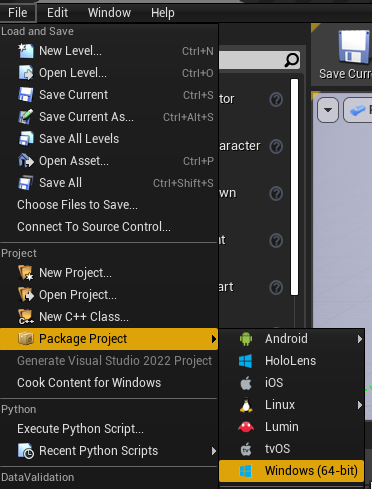 File Edit Window Help
Load and Save
New Level... Ctrl+N
Open Level... Ctrl+O
Save Current Ctrl+S
Save Current As... Ctrl+Alt+S
Save All Levels
Open Asset... Ctrl+P
Save All Ctrl+Shift+S
Choose Files to Save...
Connect To Source Control...
Project
New Project...
Open Project...
New C++ Class...
Package Project
Generate Visual Studio 2022 Project
Cook Content for Windows
Python
Execute Python Script...
Recent Python Scripts
DataValidation
Android
HoloLens
iOS
Linux
Lumin
tvOS
Windows (64-bit)
Save Curre
tor
aracter
wn
nt
art